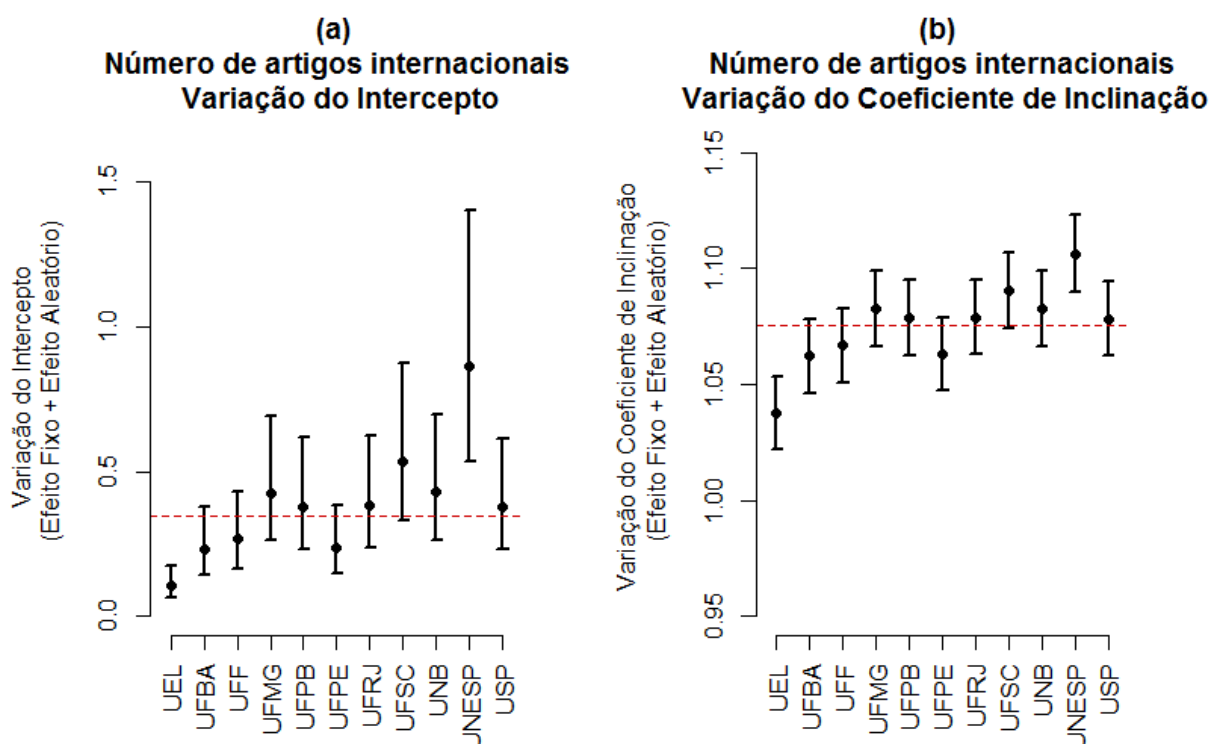 (a)
Número de artigos internacionais
Variação do Intercepto
Variação do Intercepto
(Efeito Fixo + Efeito Aleatório)
1.5
1.0
0.5
0.0
UEL
UFBA
UFF
UFMG
UFPB
UFPE
UFRJ
UFSC
UNB
UNESP
USP
(b)
Número de artigos internacionais
Variação do Coeficiente de Inclinação
Variação do Coeficiente de Inclinação
(Efeito Fixo + Efeito Aleatório)
1.15
1.10
1.05
1.00
0.95
UEL
UFBA
UFF
UFMG
UFPB
UFPE
UFRJ
UFSC
UNB
UNESP
USP